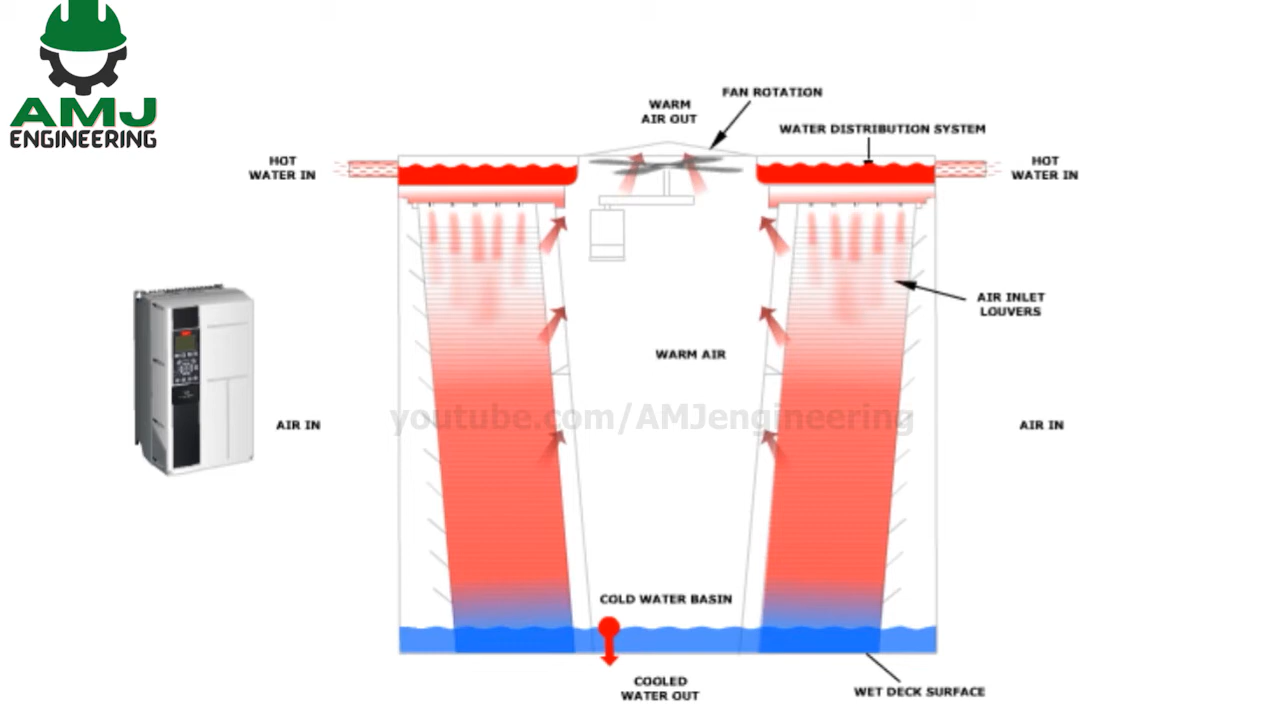 AMJ
ENGINEERING
WARM
AIR OUT
FAN ROTATION
WATER DISTRIBUTION SYSTEM
HOT
WATER IN
HOT
WATER IN
AIR INLET
LOUVERS
WARM AIR
youtube.com/AMJengineering
AIR IN
AIR IN
COLD WATER BASIN
COOLED
WATER OUT
WET DECK SURFACE